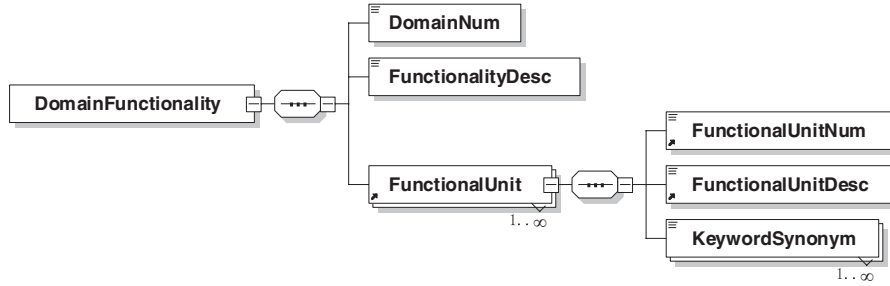 DomainNum
FunctionalityDesc
DomainFunctionality
FunctionalUnitNum
FunctionalUnit
FunctionalUnitDesc
1..∞
KeywordSynonym
1..∞